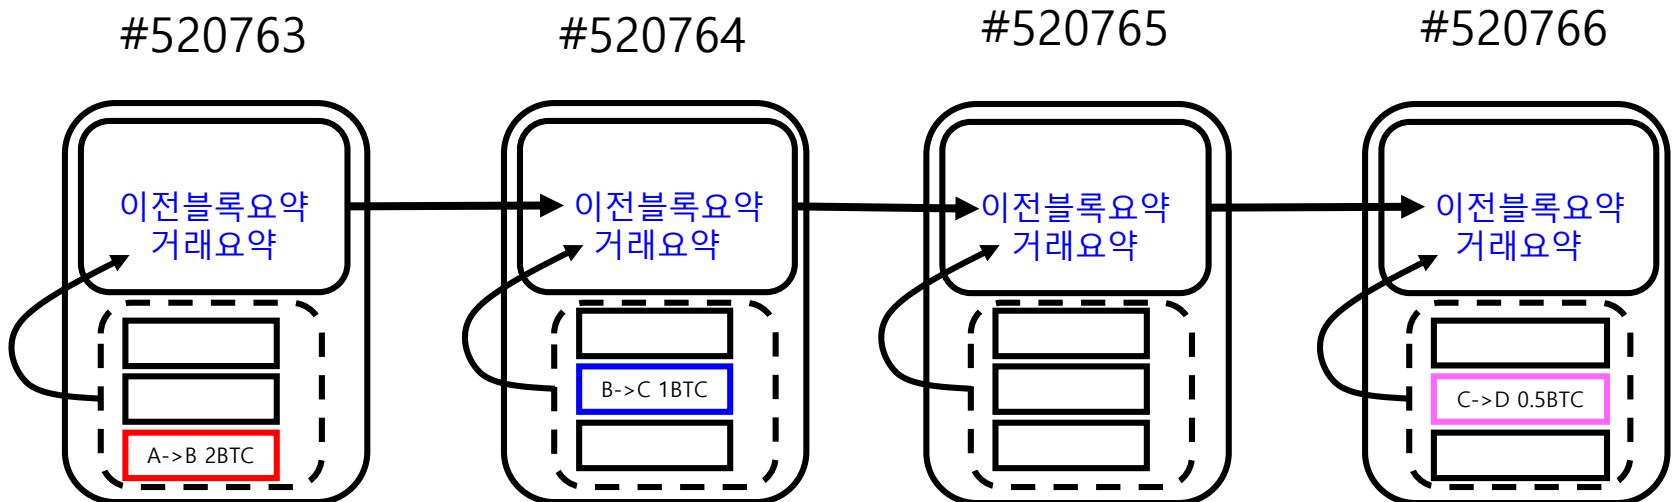 #520763
#520764
#520765
#520766
이전블록요약
거래요약
이전블록요약
거래요약
이전블록요약
거래요약
이전블록요약
거래요약
A->B 2BTC
B->C 1BTC
C->D 0.5BTC